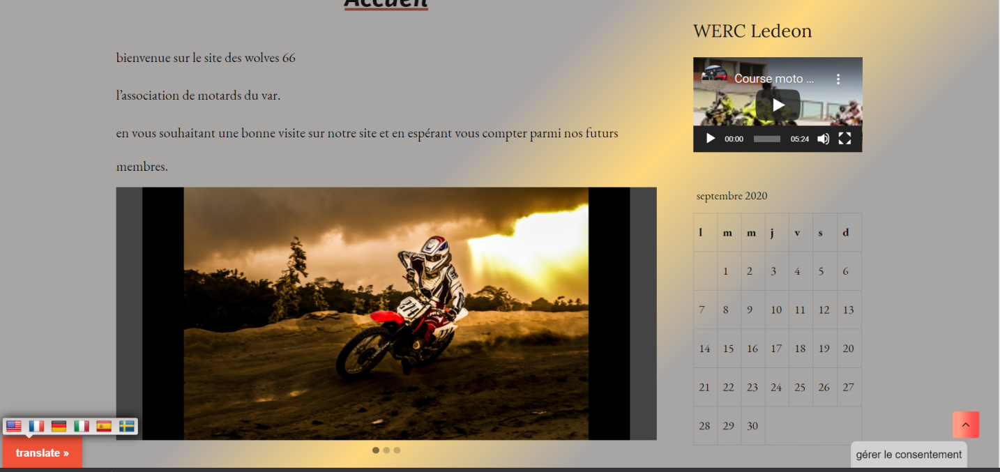 Accueil
bienvenue sur le site des wolves 66
l'association de motards du var.
en vous souhaitant une bonne visite sur notre site et en espérant vous compter parmi nos futurs
membres.
WERC Ledeon
Course moto ...
00:00 05:24
septembre 2020
l m m j v s d
1 2 3 4 5 6
7 8 9 10 11 12 13
14 15 16 17 18 19 20
21 22 23 24 25 26 27
28 29 30
translate »
gérer le consentement